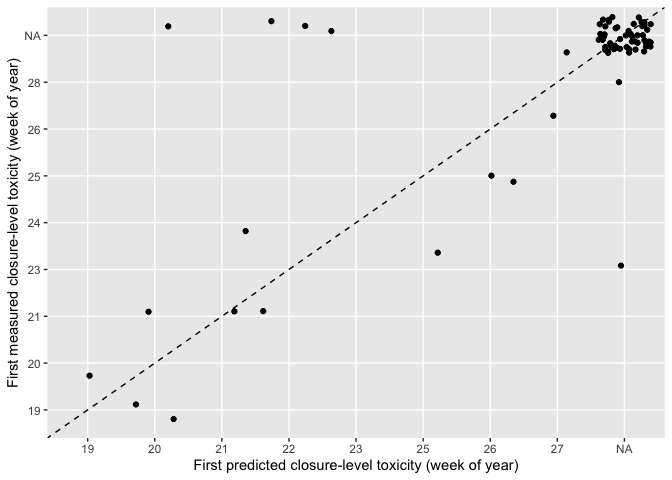 First measured closure-level toxicity (week of year)
NA
28
26
25
24
23
21
20
19
19 20 21 22 23 25 26 27 NA
First predicted closure-level toxicity (week of year)